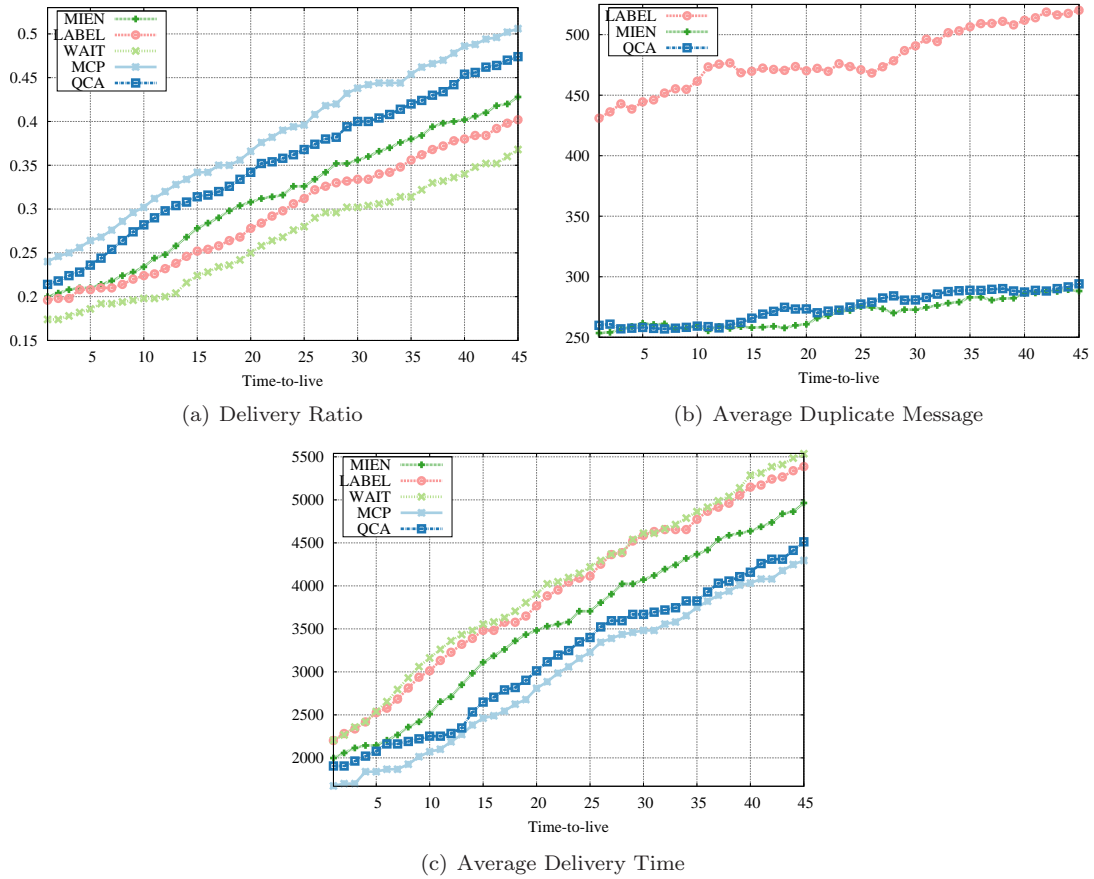 0.5
0.45
0.4
0.35
0.3
0.25
0.2
0.15
MIEN
LABEL
WAIT
MCP
QCA
5 10 15 20 25 30 35 40 45
Time-to-live
(a) Delivery Ratio
500
450
400
350
300
250
LABEL
MIEN
QCA
5 10 15 20 25 30 35 40 45
Time-to-live
(b) Average Duplicate Message
5500
5000
4500
4000
3500
3000
2500
2000
MIEN
LABEL
WAIT
MCP
QCA
5 10 15 20 25 30 35 40 45
Time-to-live
(c) Average Delivery Time